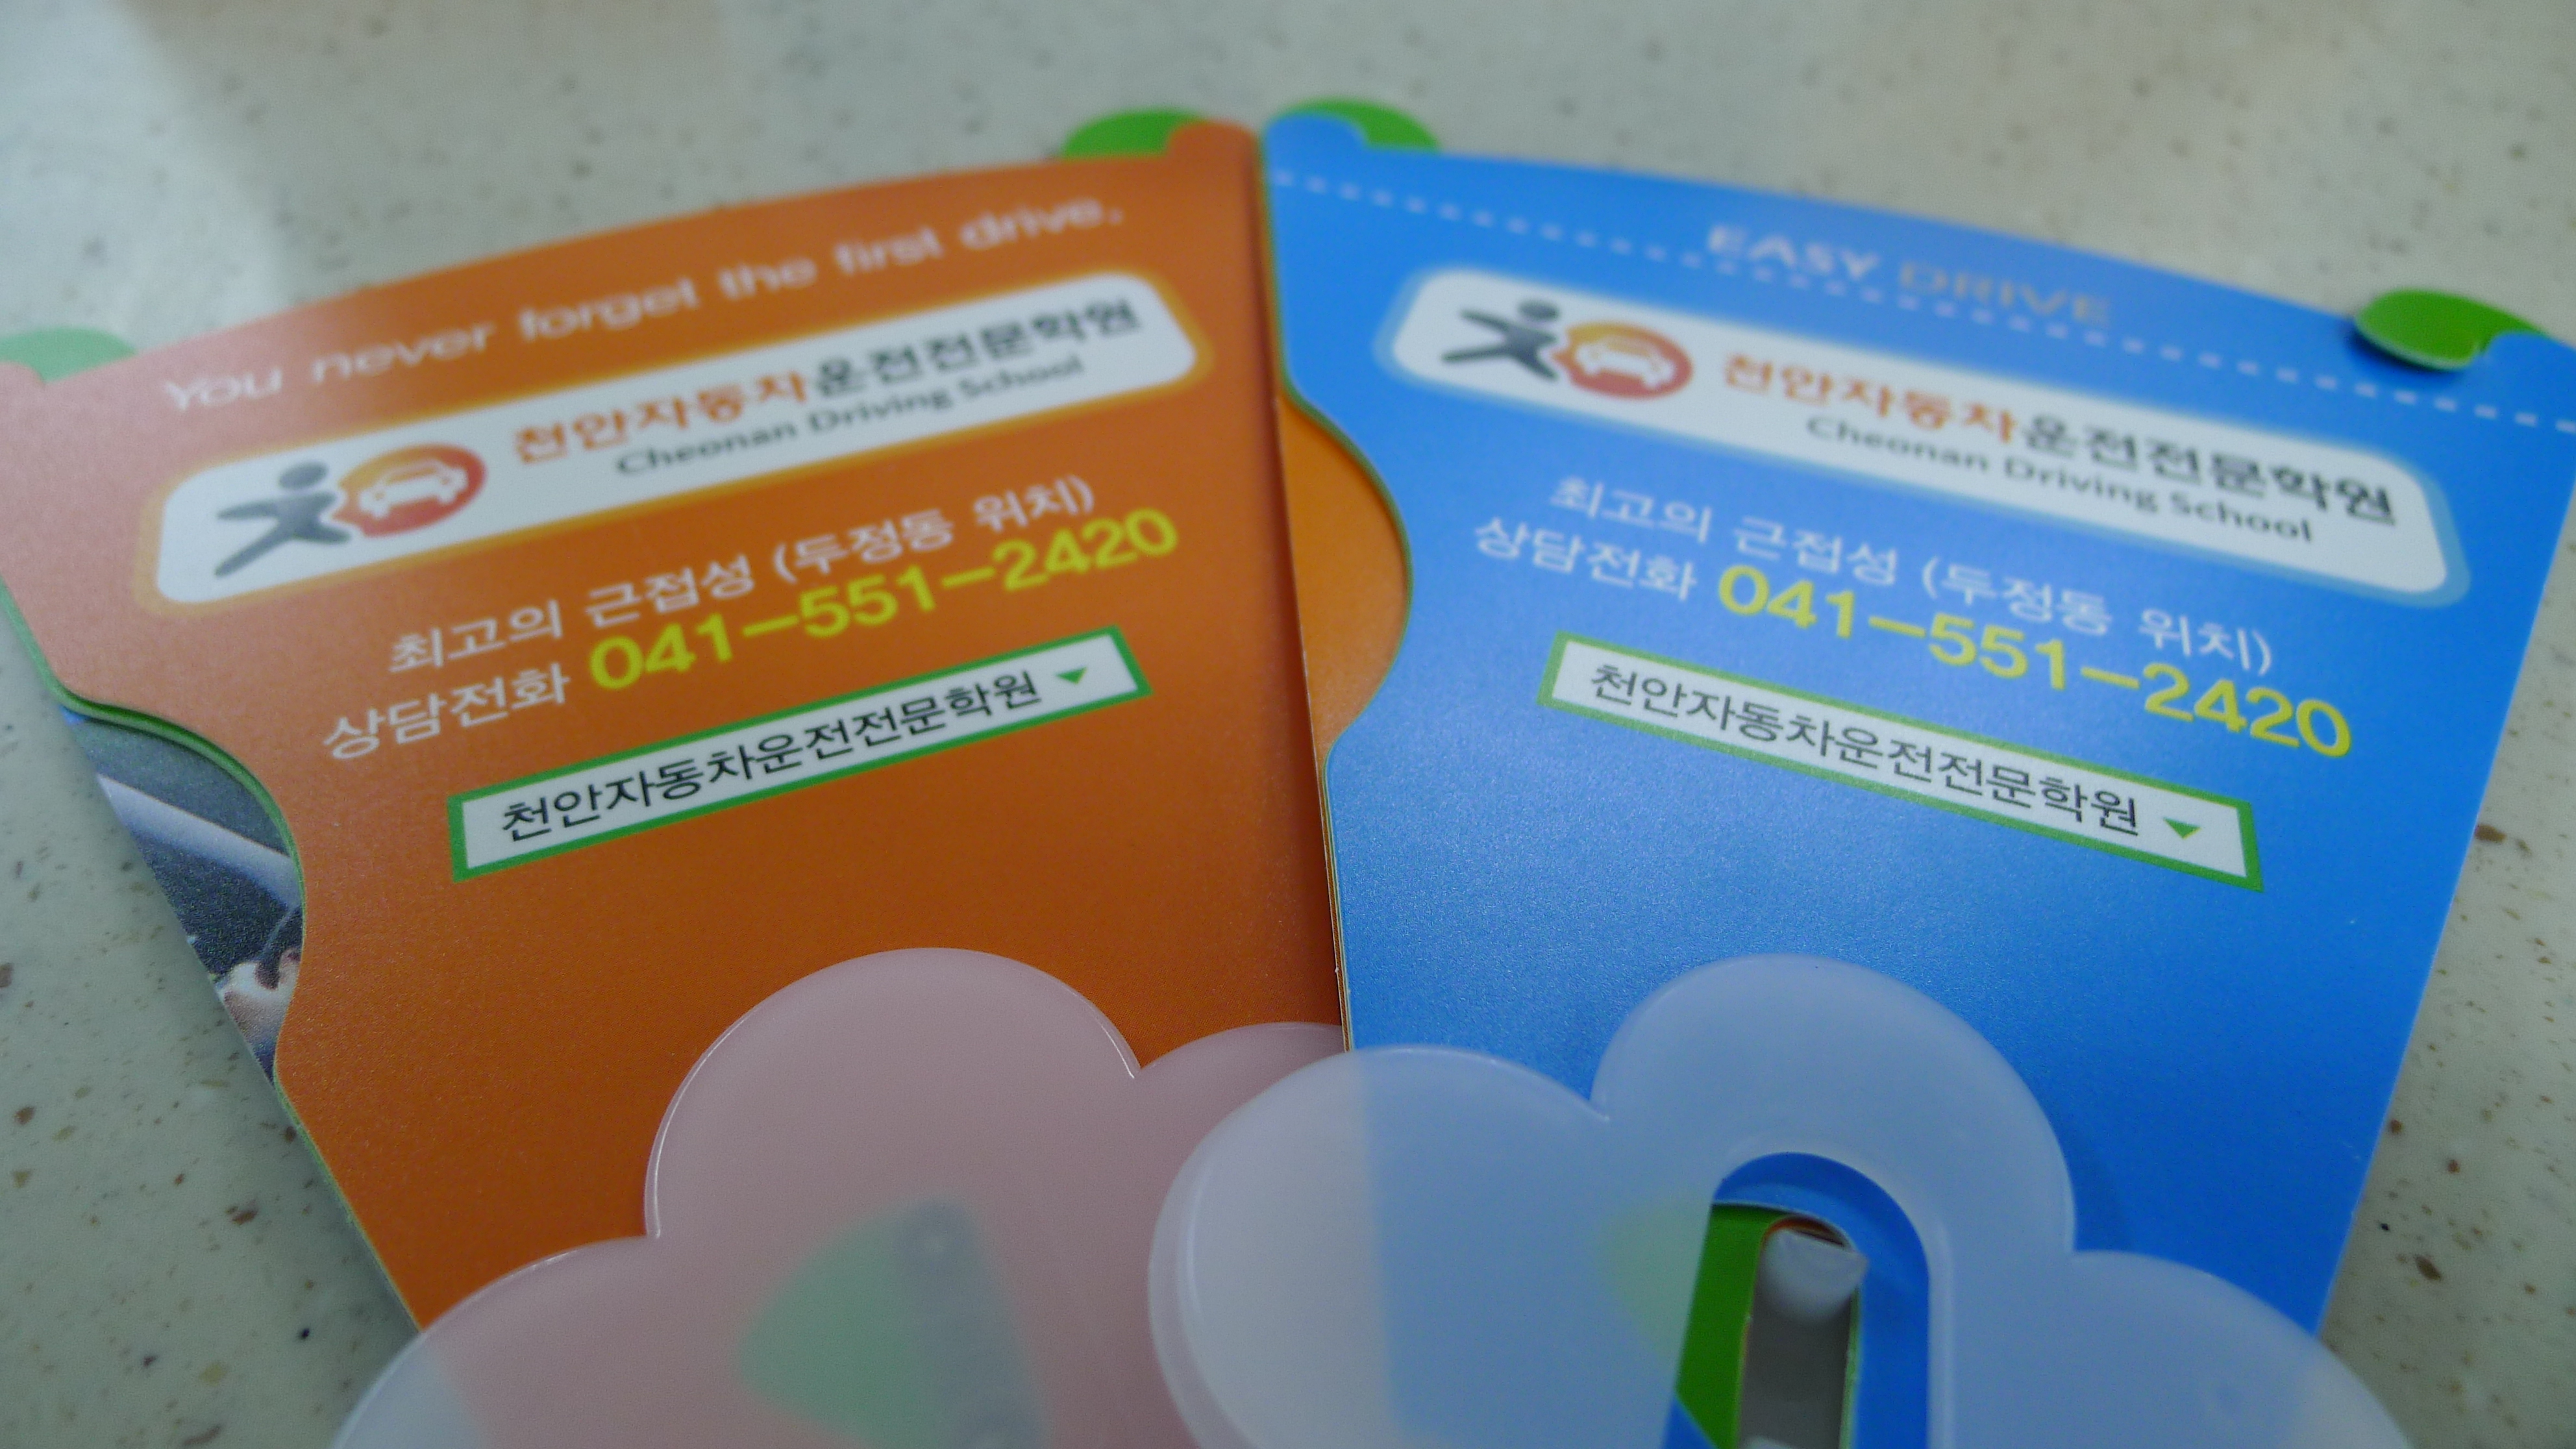 You never forget the first drive.
천안자동차운전전문학원
Cheonan Driving School
최고의 근접성 (두정동 위치)
상담전화 041-551-2420
천안자동차운전전문학원
EASY DRIVE
천안자동차운전전문학원
Cheonan Driving School
최고의 근접성 (두정동 위치)
상담전화 041-551-2420
천안자동차운전전문학원